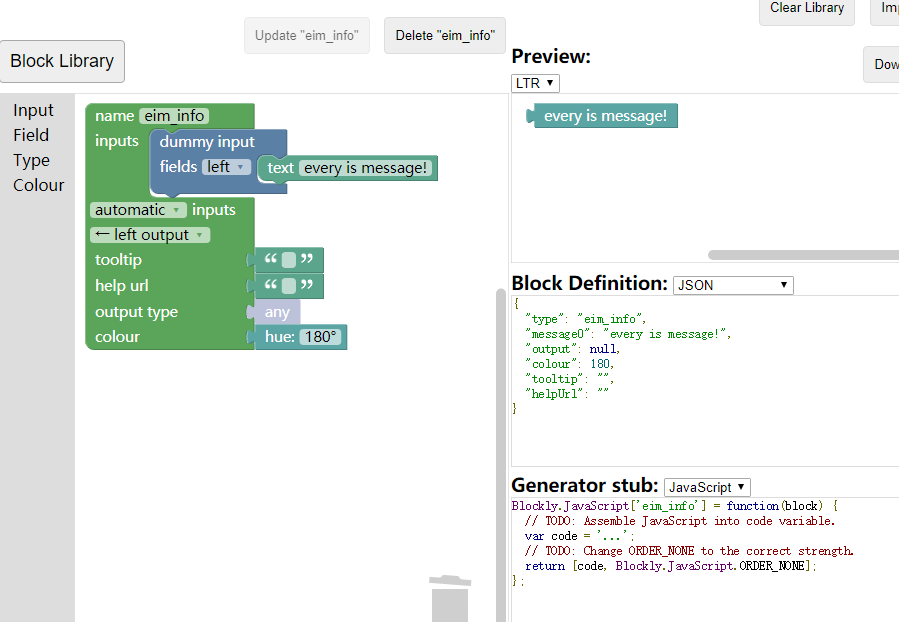 Clear Library
Im
Update "eim_info"
Delete "eim_info"
Block Library
Preview:
Dow
LTR
Input
Field
Type
Colour
name eim_info
inputs
dummy input
fields left
text every is message!
automatic inputs
← left output
tooltip “ ”
help url “ ”
output type any
colour hue: 180°
every is message!
Block Definition: JSON
{
"type": "eim_info",
"message0": "every is message!",
"output": null,
"colour": 180,
"tooltip": "",
"helpUrl": ""
}
Generator stub: JavaScript
Blockly.JavaScript['eim_info'] = function(block) {
// TODO: Assemble JavaScript into code variable.
var code = '...';
// TODO: Change ORDER_NONE to the correct strength.
return [code, Blockly.JavaScript.ORDER_NONE];
};